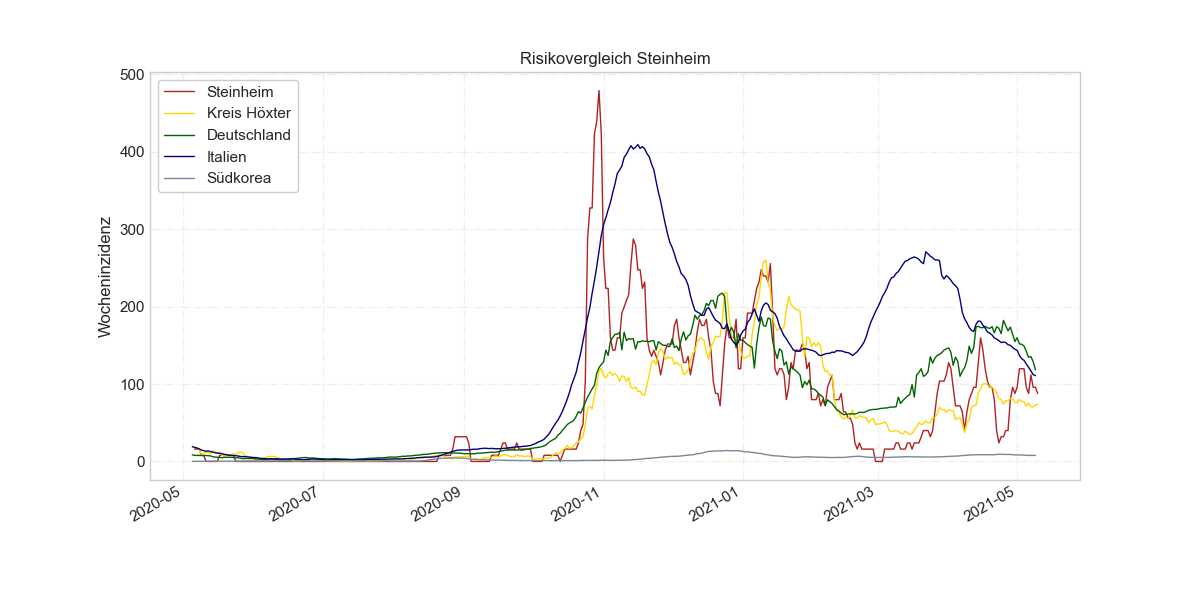 Risikovergleich Steinheim
Wocheninzidenz
500
400
300
200
100
0
Steinheim
Kreis Höxter
Deutschland
Italien
Südkorea
2020-05
2020-07
2020-09
2020-11
2021-01
2021-03
2021-05